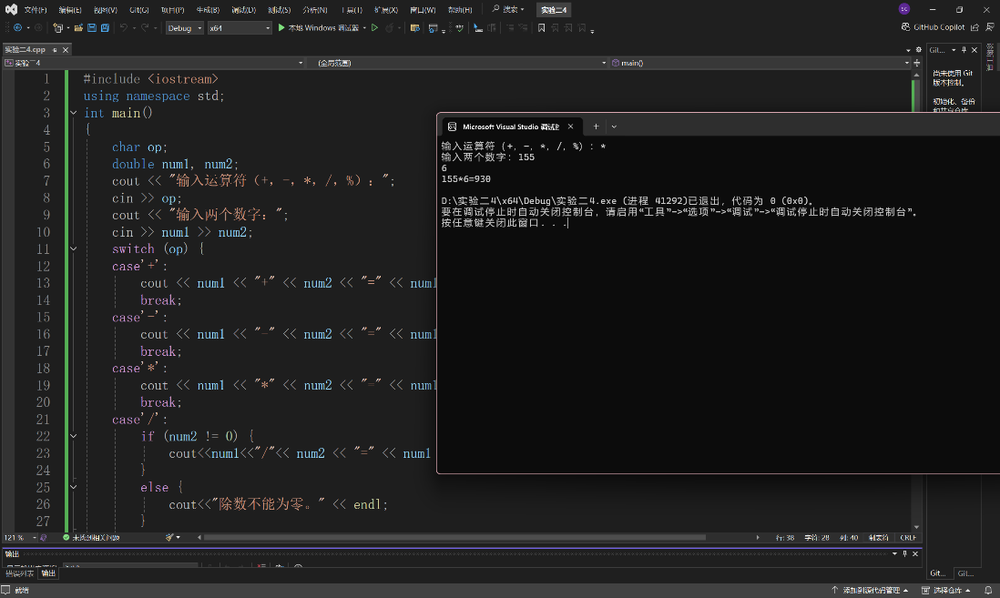 文件(F) 编辑(E) 视图(V) Git(G) 项目(P) 生成(B) 调试(D) 测试(S) 分析(N) 工具(T) 扩展(X) 窗口(W) 帮助(H) 搜索 实验二4 SC
Debug x64 本地 Windows 调试器 GitHub Copilot
实验二4.cpp Git...
实验二4 (全局范围) main()
尚未使用 Git
版本控制。
初始化、备份
1 #include <iostream>
2 using namespace std;
3 int main()
4 {
5 char op;
6 double num1, num2;
7 cout << "输入运算符（+，-，*，/，%）：";
8 cin >> op;
9 cout << "输入两个数字：";
10 cin >> num1 >> num2;
11 switch (op) {
12 case'+':
13 cout << num1 << "+" << num2 << "=" << num1
14 break;
15 case'-':
16 cout << num1 << "-" << num2 << "=" << num1
17 break;
18 case'*':
19 cout << num1 << "*" << num2 << "=" << num1
20 break;
21 case'/':
22 if (num2 != 0) {
23 cout<<num1<<"/"<< num2 << "=" << num1
24 }
25 else {
26 cout<<"除数不能为零。" << endl;
27 }
Microsoft Visual Studio 调试
输入运算符（+，-，*，/，%）：*
输入两个数字：155
6
155*6=930
D:\实验二4\x64\Debug\实验二4.exe (进程 41292)已退出，代码为 0 (0x0)。
要在调试停止时自动关闭控制台，请启用“工具”->“选项”->“调试”->“调试停止时自动关闭控制台”。
按任意键关闭此窗口. . .
121 % 未找到相关问题 行: 38 字符: 28 列: 40 制表符 CRLF
输出
错误列表 输出 Git... Git...
就绪 添加到源代码管理 选择仓库